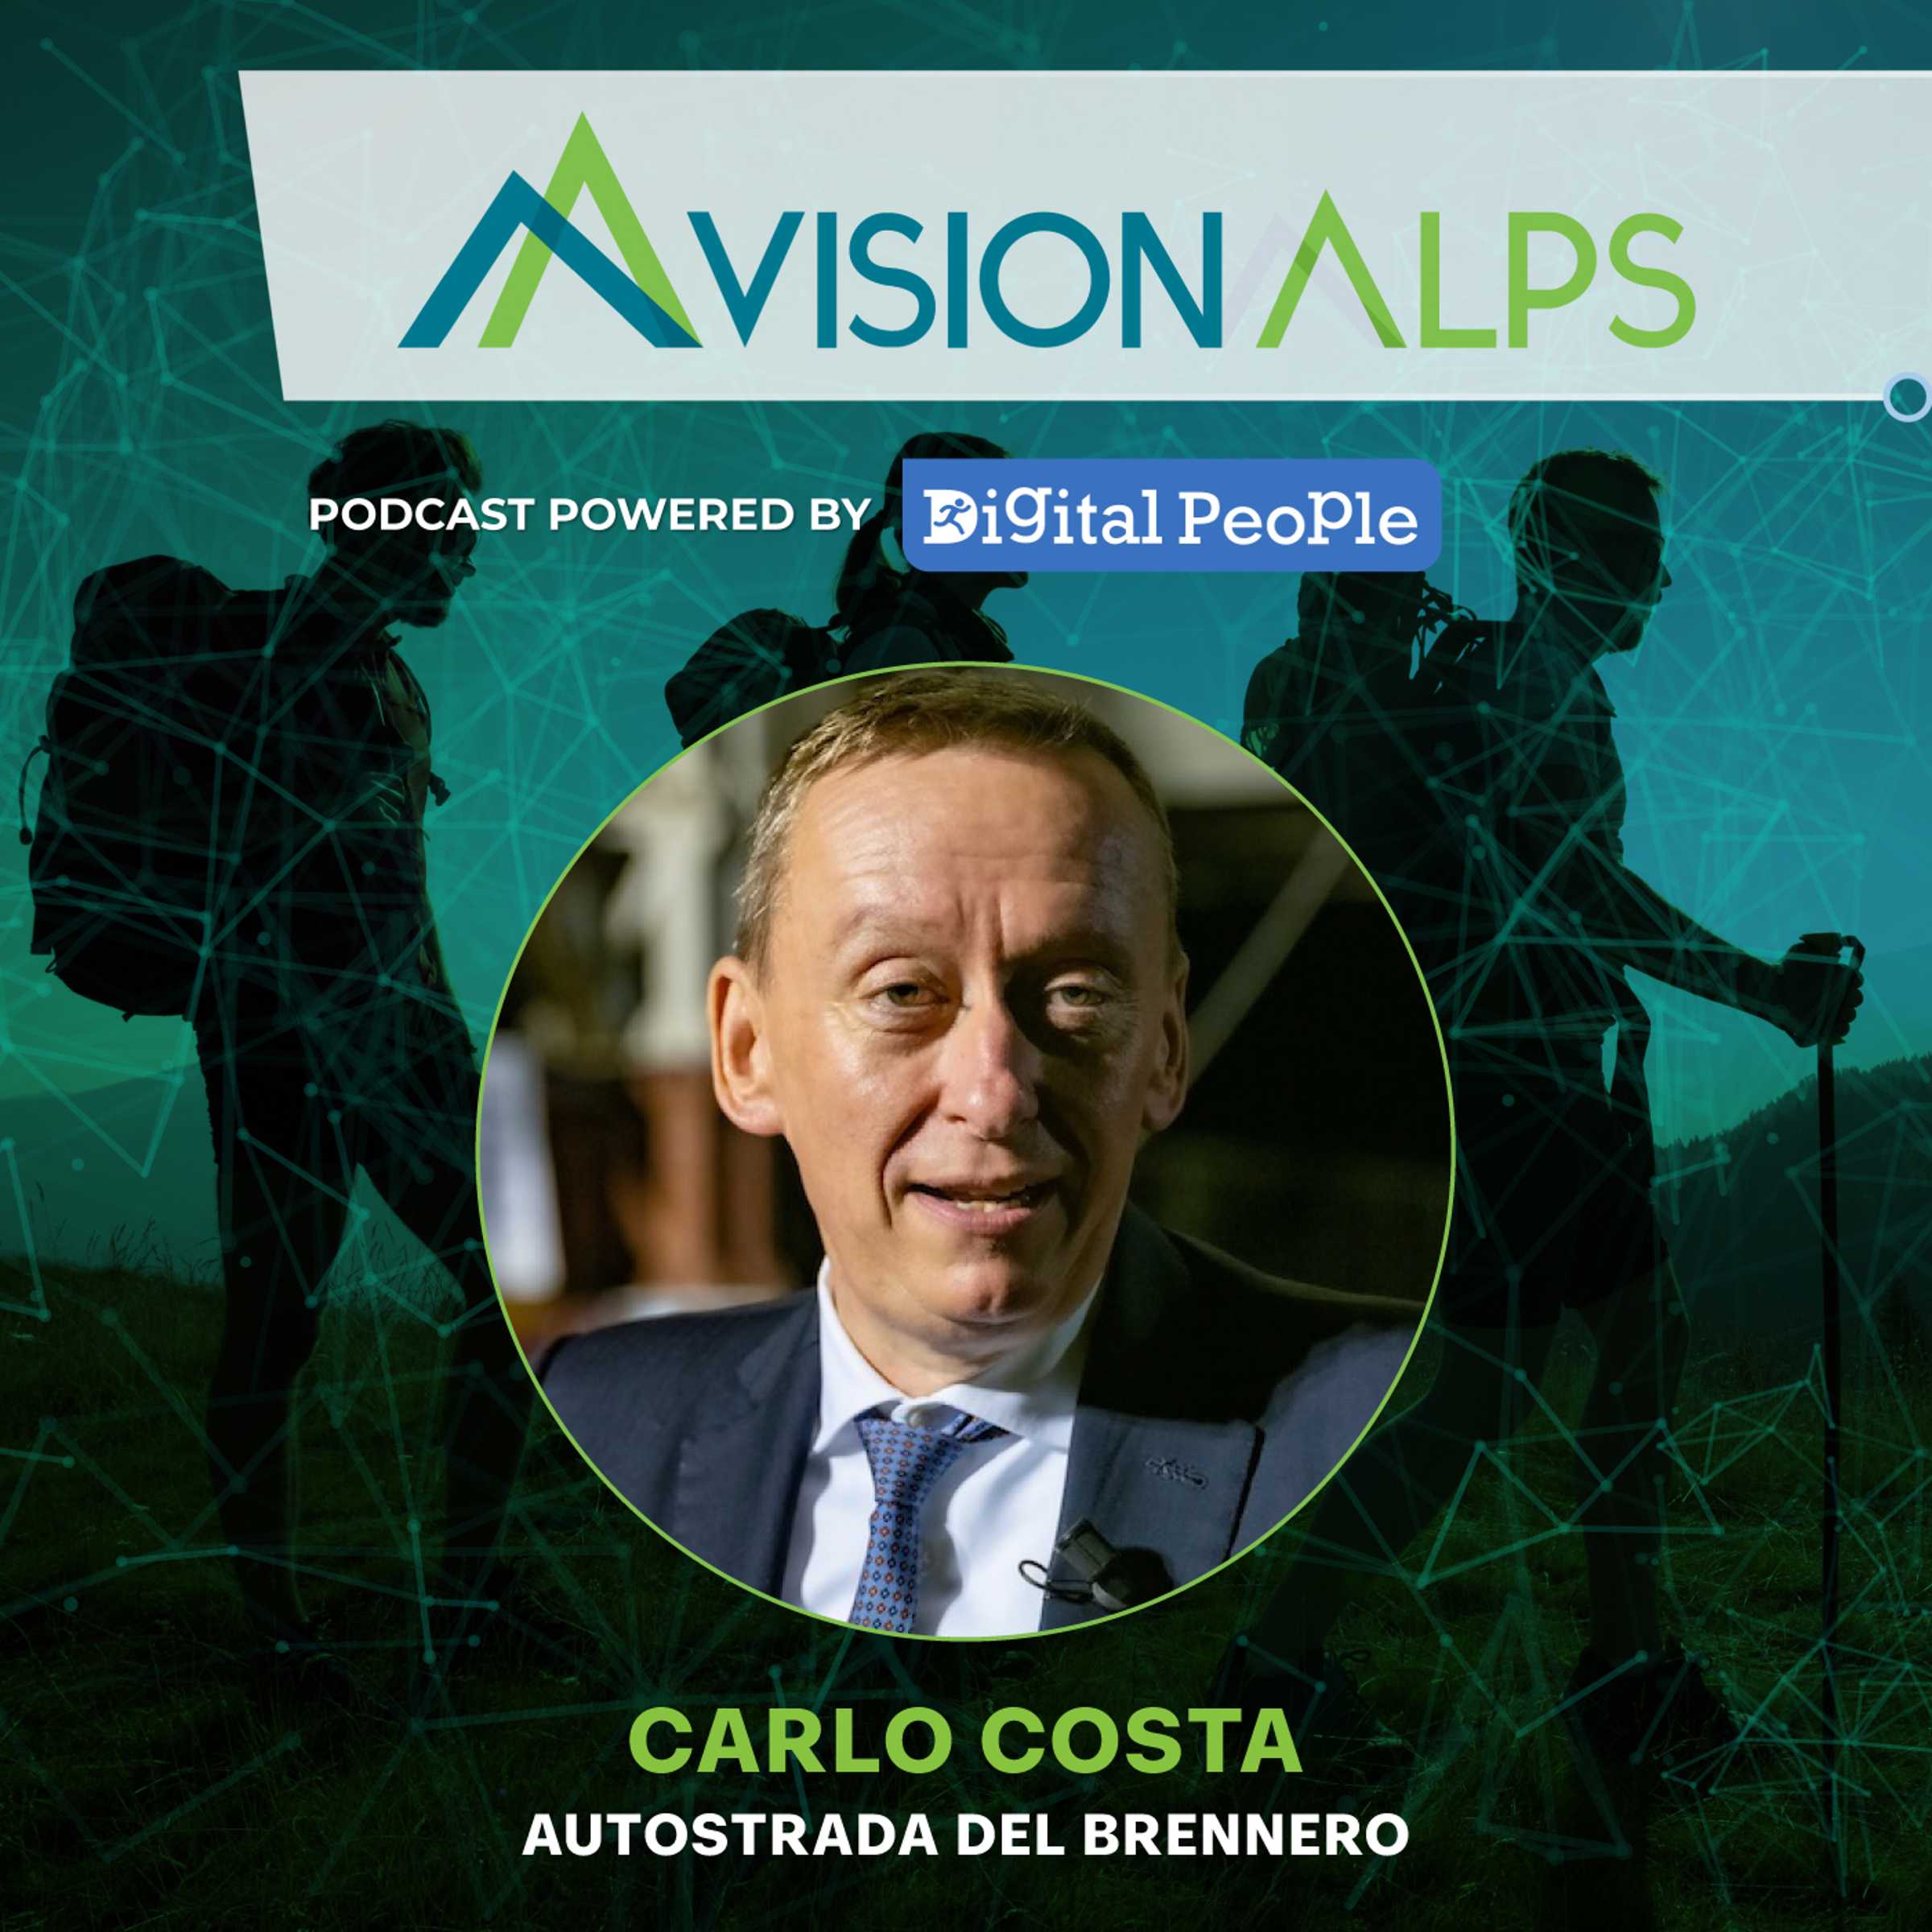 VISION ALPS
PODCAST POWERED BY Digital People
CARLO COSTA
AUTOSTRADA DEL BRENNERO